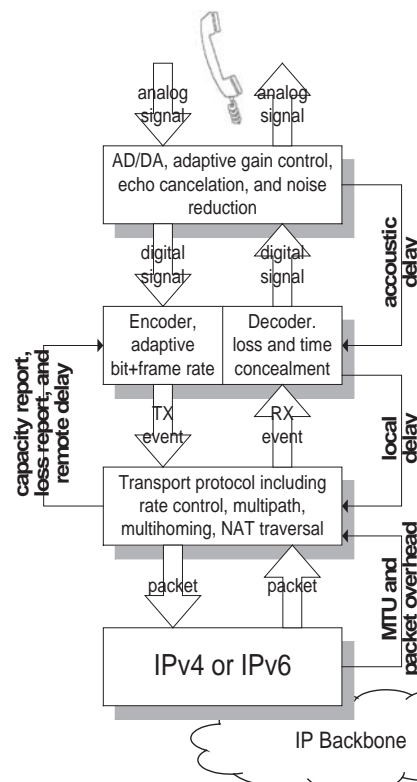 analog
signal
analog
signal
AD/DA, adaptive gain control,
echo cancelation, and noise
reduction
digital
signal
digital
signal
accoustic
delay
Encoder,
adaptive
bit+frame rate
Decoder.
loss and time
concealment
capacity report,
loss report, and
remote delay
TX
event
RX
event
local
delay
Transport protocol including
rate control, multipath,
multihoming, NAT traversal
packet
packet
MTU and
packet overhead
IPv4 or IPv6
IP Backbone